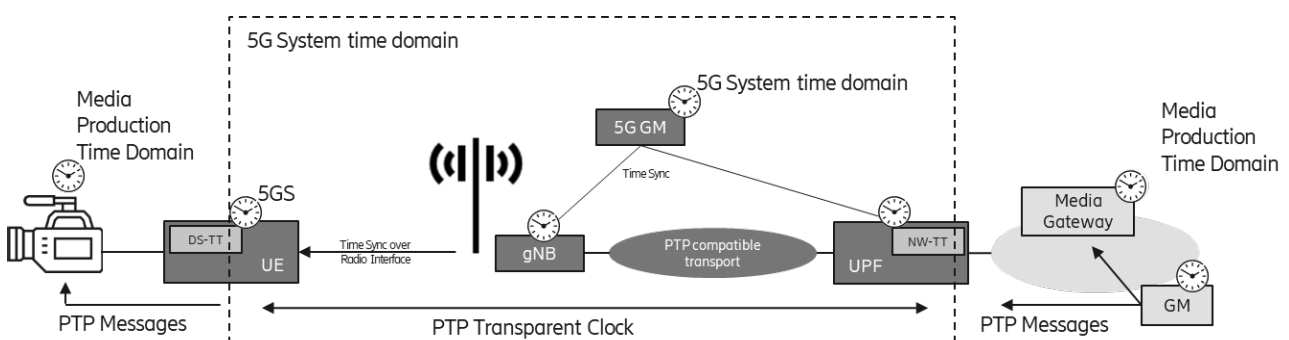 5G System time domain
Media
Production
Time Domain
5G System time domain
5G GM
Time Sync
Media
Production
Time Domain
5GS
DS-TT
UE
Time Sync over
Radio Interface
gNB
PTP compatible
transport
NW-TT
UPF
Media
Gateway
GM
PTP Messages
PTP Transparent Clock
PTP Messages